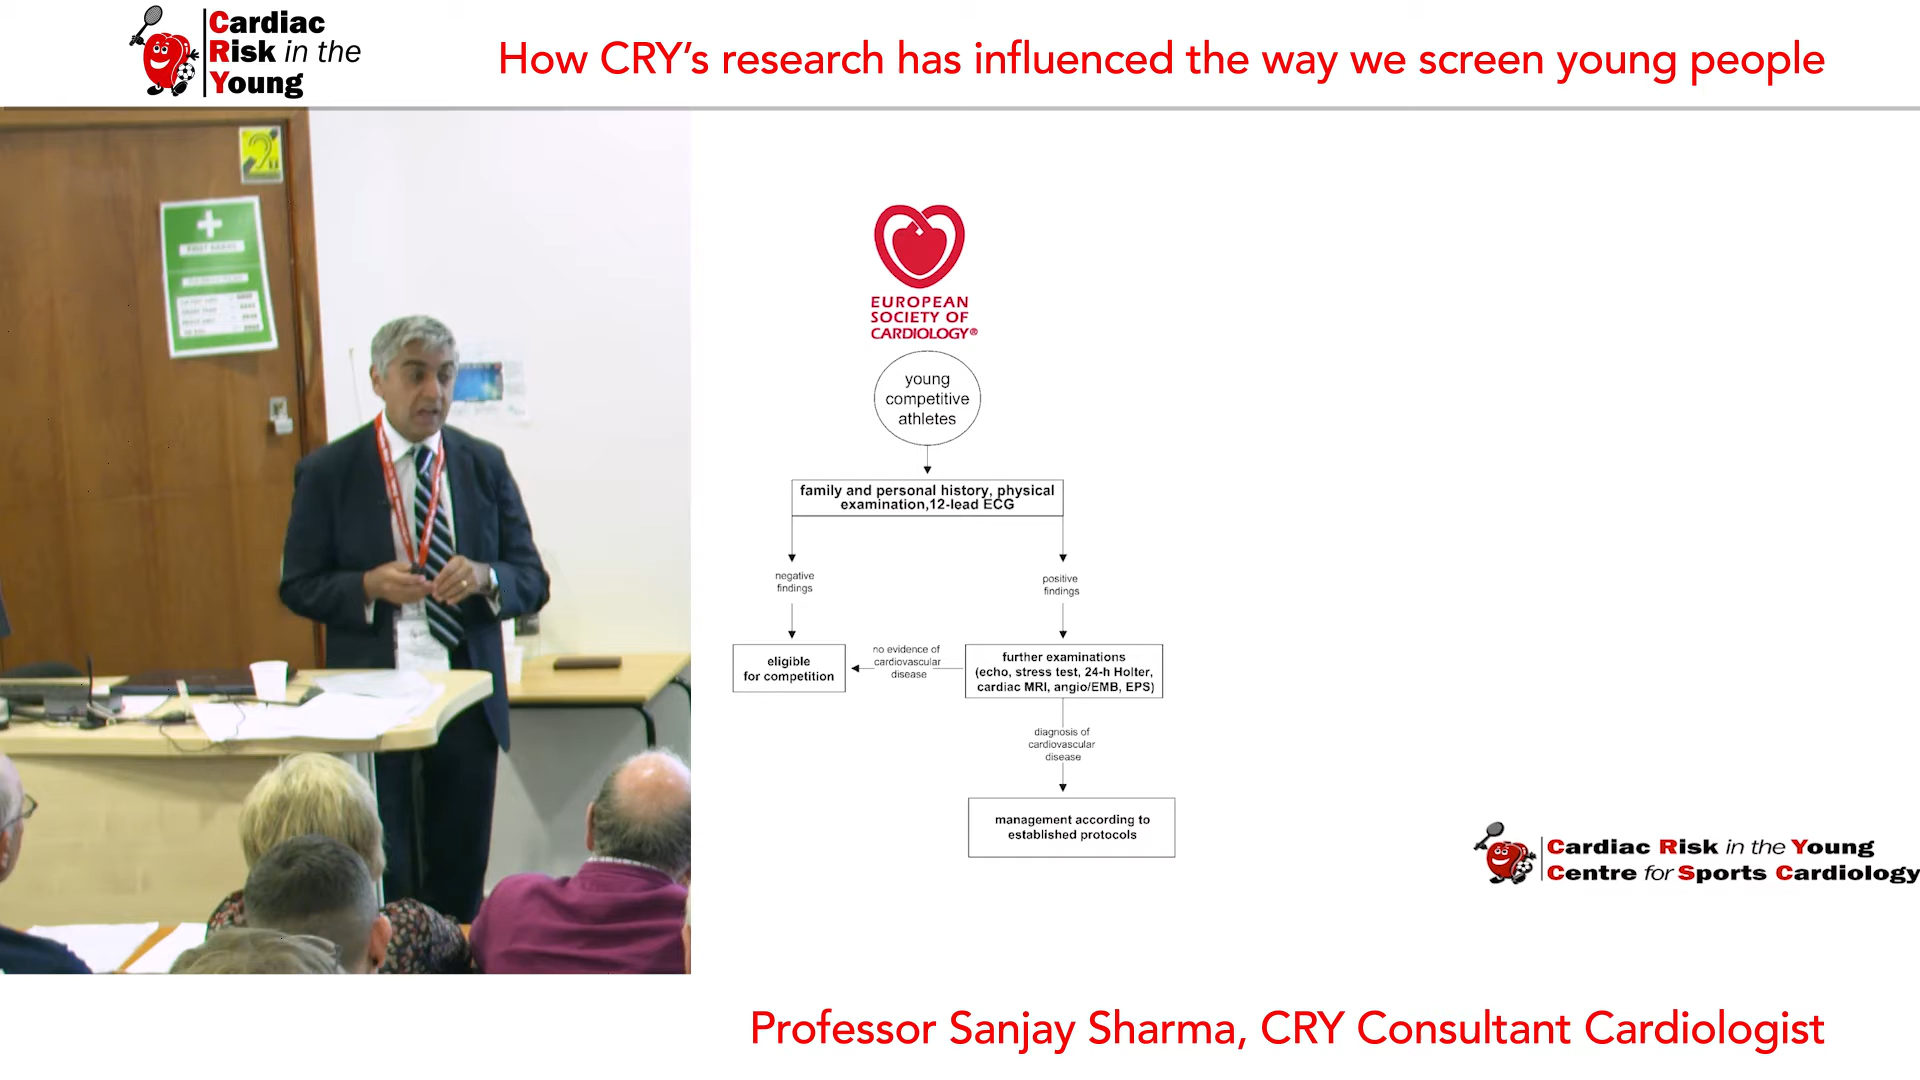 Cardiac
Risk in the
Young
How CRY's research has influenced the way we screen young people
EUROPEAN
SOCIETY OF
CARDIOLOGY®
young
competitive
athletes
family and personal history, physical
examination,12-lead ECG
negative
findings
positive
findings
eligible
for competition
no evidence of
cardiovascular
disease
further examinations
(echo, stress test, 24-h Holter,
cardiac MRI, angio/EMB, EPS)
diagnosis of
cardiovascular
disease
management according to
established protocols
Cardiac Risk in the Young
Centre for Sports Cardiology
Professor Sanjay Sharma, CRY Consultant Cardiologist